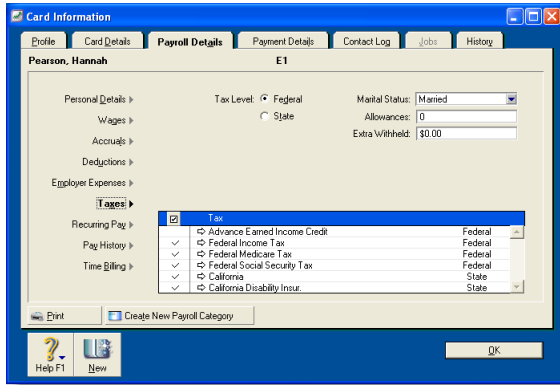 Card Information
Profile Card Details Payroll Details Payment Details Contact Log Jobs History
Pearson, Hannah E1
Personal Details Tax Level: Federal Marital Status: Married
Wages State Allowances: 0
Accruals Extra Withheld: $0.00
Deductions
Employer Expenses
Taxes
Recurring Pay Tax
Advance Earned Income Credit Federal
Pay History Federal Income Tax Federal
Federal Medicare Tax Federal
Time Billing Federal Social Security Tax Federal
California State
California Disability Insur. State
Print Create New Payroll Category
Help F1 New OK